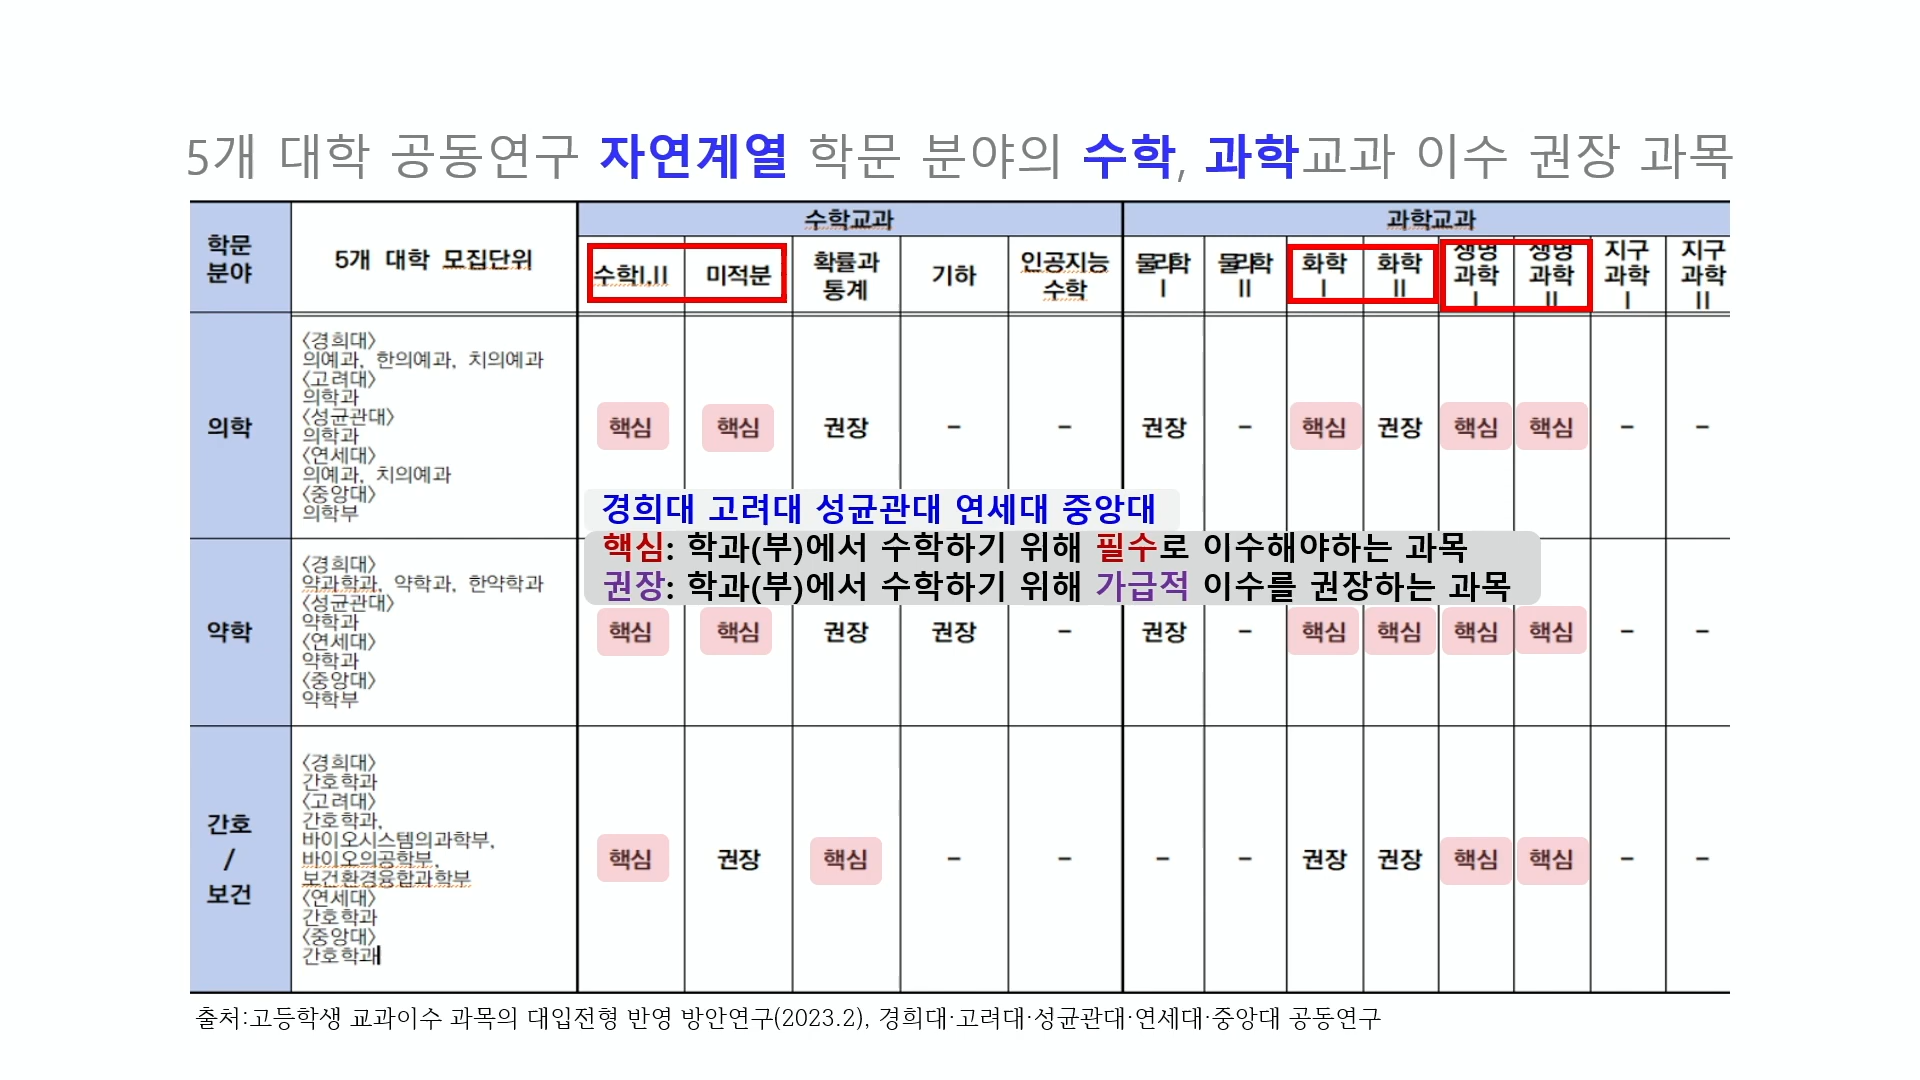 5개 대학 공동연구 자연계열 학문 분야의 수학, 과학교과 이수 권장 과목
학문 분야
5개 대학 모집단위
수학교과
과학교과
수학Ⅰ,Ⅱ
미적분
확률과 통계
기하
인공지능 수학
물리학 Ⅰ
물리학 Ⅱ
화학 Ⅰ
화학 Ⅱ
생명 과학 Ⅰ
생명 과학 Ⅱ
지구 과학 Ⅰ
지구 과학 Ⅱ
의학
〈경희대〉
의예과, 한의예과, 치의예과
〈고려대〉
의학과
〈성균관대〉
의학과
〈연세대〉
의예과, 치의예과
〈중앙대〉
의학부
핵심 핵심 권장 - - 권장 - 핵심 권장 핵심 핵심 - -
경희대 고려대 성균관대 연세대 중앙대
핵심: 학과(부)에서 수학하기 위해 필수로 이수해야하는 과목
권장: 학과(부)에서 수학하기 위해 가급적 이수를 권장하는 과목
약학
〈경희대〉
약과학과, 약학과, 한약학과
〈성균관대〉
약학과
〈연세대〉
약학과
〈중앙대〉
약학부
핵심 핵심 권장 권장 - 권장 - 핵심 핵심 핵심 핵심 - -
간호
/
보건
〈경희대〉
간호학과
〈고려대〉
간호학과,
바이오시스템의과학부,
바이오의공학부,
보건환경융합과학부
〈연세대〉
간호학과
〈중앙대〉
간호학과
핵심 권장 핵심 - - - - 권장 권장 핵심 핵심 - -
출처:고등학생 교과이수 과목의 대입전형 반영 방안연구(2023.2), 경희대·고려대·성균관대·연세대·중앙대 공동연구